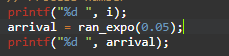 printf("%d ", i);
arrival = ran_expo(0.05);
printf("%d ", arrival);